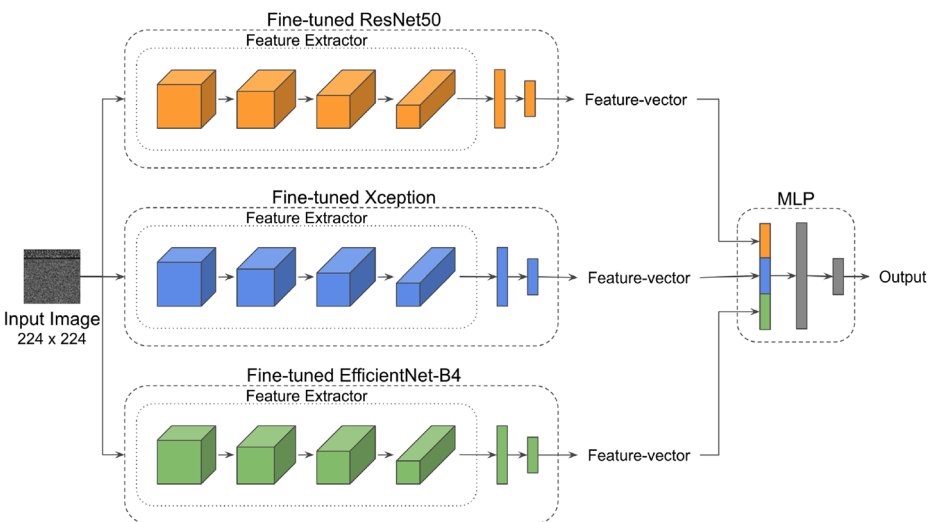 Fine-tuned ResNet50
Feature Extractor
Feature-vector
Fine-tuned Xception
Feature Extractor
Feature-vector
MLP
Output
Input Image
224 x 224
Fine-tuned EfficientNet-B4
Feature Extractor
Feature-vector